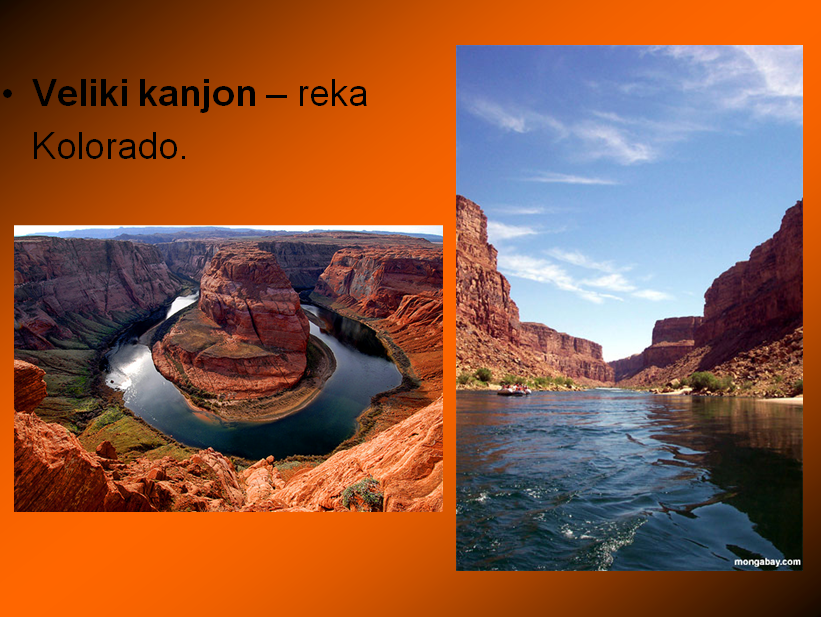 • Veliki kanjon – reka
Kolorado.
mongabay.com